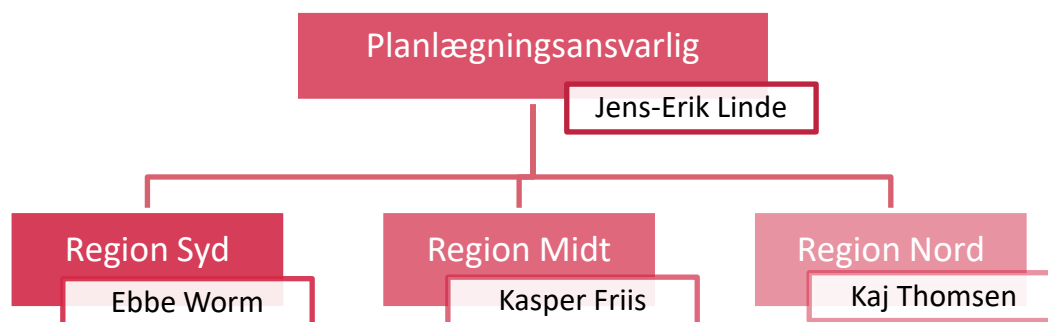 Planlægningsansvarlig
Jens-Erik Linde
Region Syd
Ebbe Worm
Region Midt
Kasper Friis
Region Nord
Kaj Thomsen